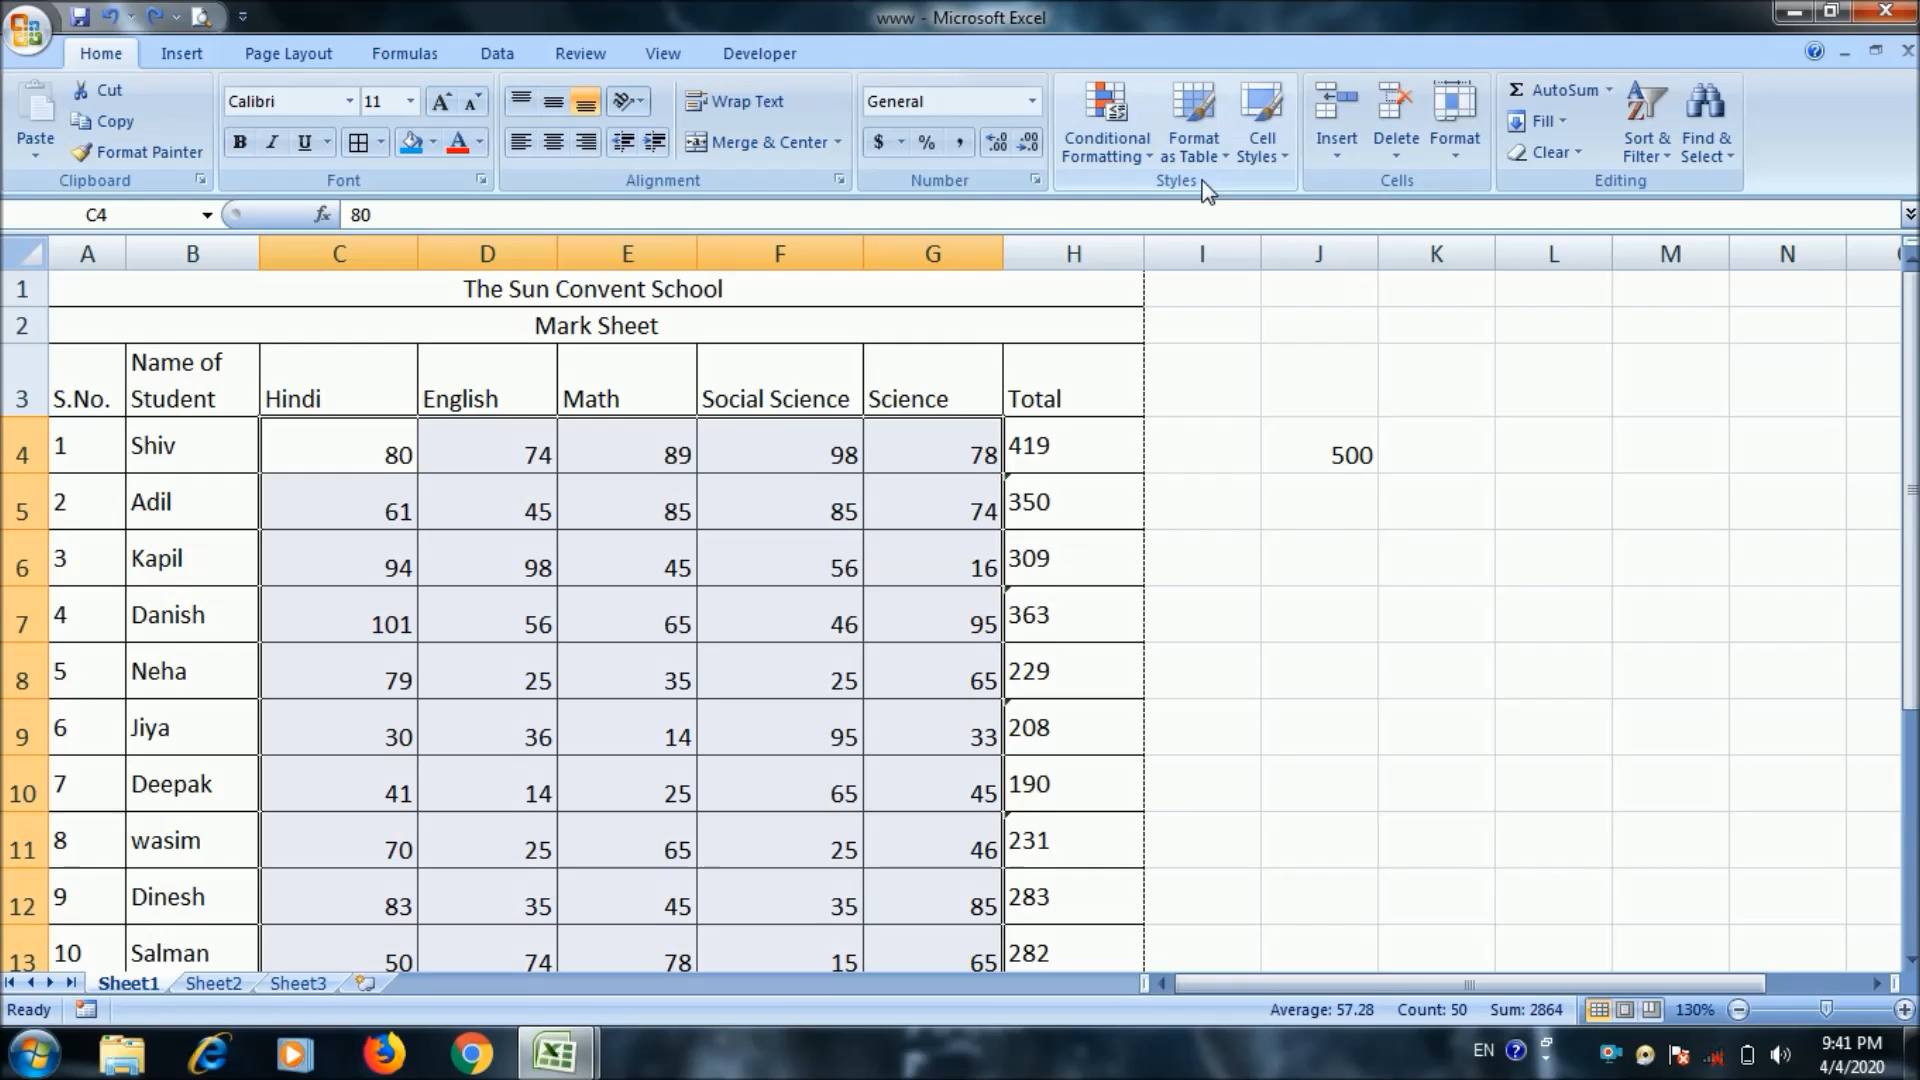 www - Microsoft Excel
Home Insert Page Layout Formulas Data Review View Developer
Paste
Cut
Copy
Format Painter
Clipboard
Calibri 11
B I U
Font
Wrap Text
Merge & Center
Alignment
General
$ % ,
Number
Conditional Formatting
Format as Table
Cell Styles
Styles
Insert Delete Format
Cells
Σ AutoSum
Fill
Clear
Sort & Filter
Find & Select
Editing
C4 fx 80
A B C D E F G H I J K L M N
1 The Sun Convent School
2 Mark Sheet
3 S.No. Name of Student Hindi English Math Social Science Science Total
4 1 Shiv 80 74 89 98 78 419 500
5 2 Adil 61 45 85 85 74 350
6 3 Kapil 94 98 45 56 16 309
7 4 Danish 101 56 65 46 95 363
8 5 Neha 79 25 35 25 65 229
9 6 Jiya 30 36 14 95 33 208
10 7 Deepak 41 14 25 65 45 190
11 8 wasim 70 25 65 25 46 231
12 9 Dinesh 83 35 45 35 85 283
13 10 Salman 50 74 78 15 65 282
Sheet1 Sheet2 Sheet3
Ready Average: 57.28 Count: 50 Sum: 2864 130%
EN 9:41 PM
4/4/2020